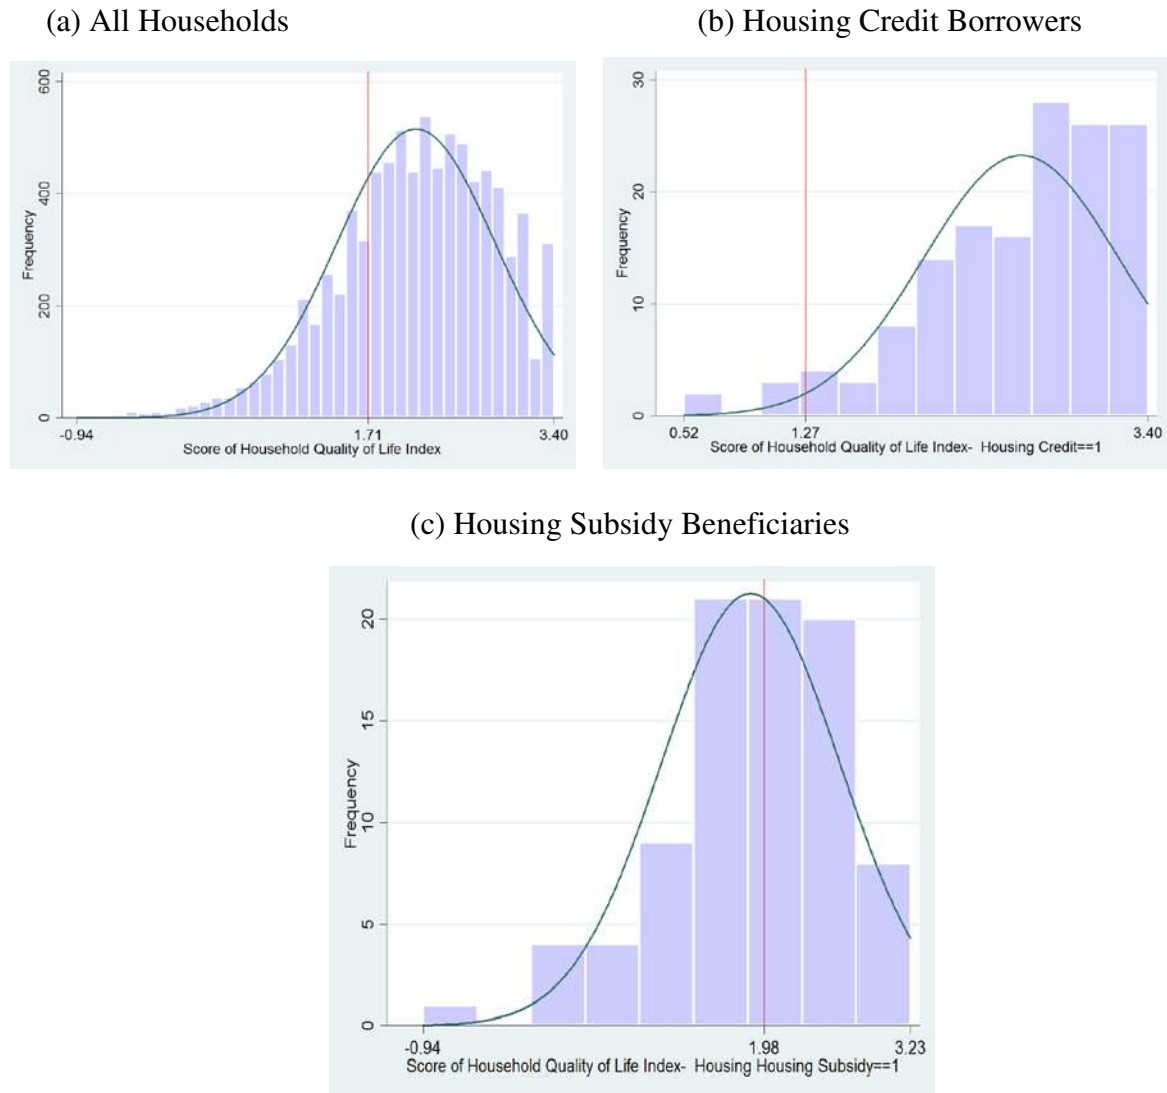 (a) All Households
(b) Housing Credit Borrowers
600
400
200
0
Frequency
-0.94
1.71
3.40
Score of Household Quality of Life Index
30
20
10
0
Frequency
0.52
1.27
3.40
Score of Household Quality of Life Index- Housing Credit==1
(c) Housing Subsidy Beneficiaries
20
15
10
5
0
Frequency
-0.94
1.98
3.23
Score of Household Quality of Life Index- Housing Housing Subsidy==1